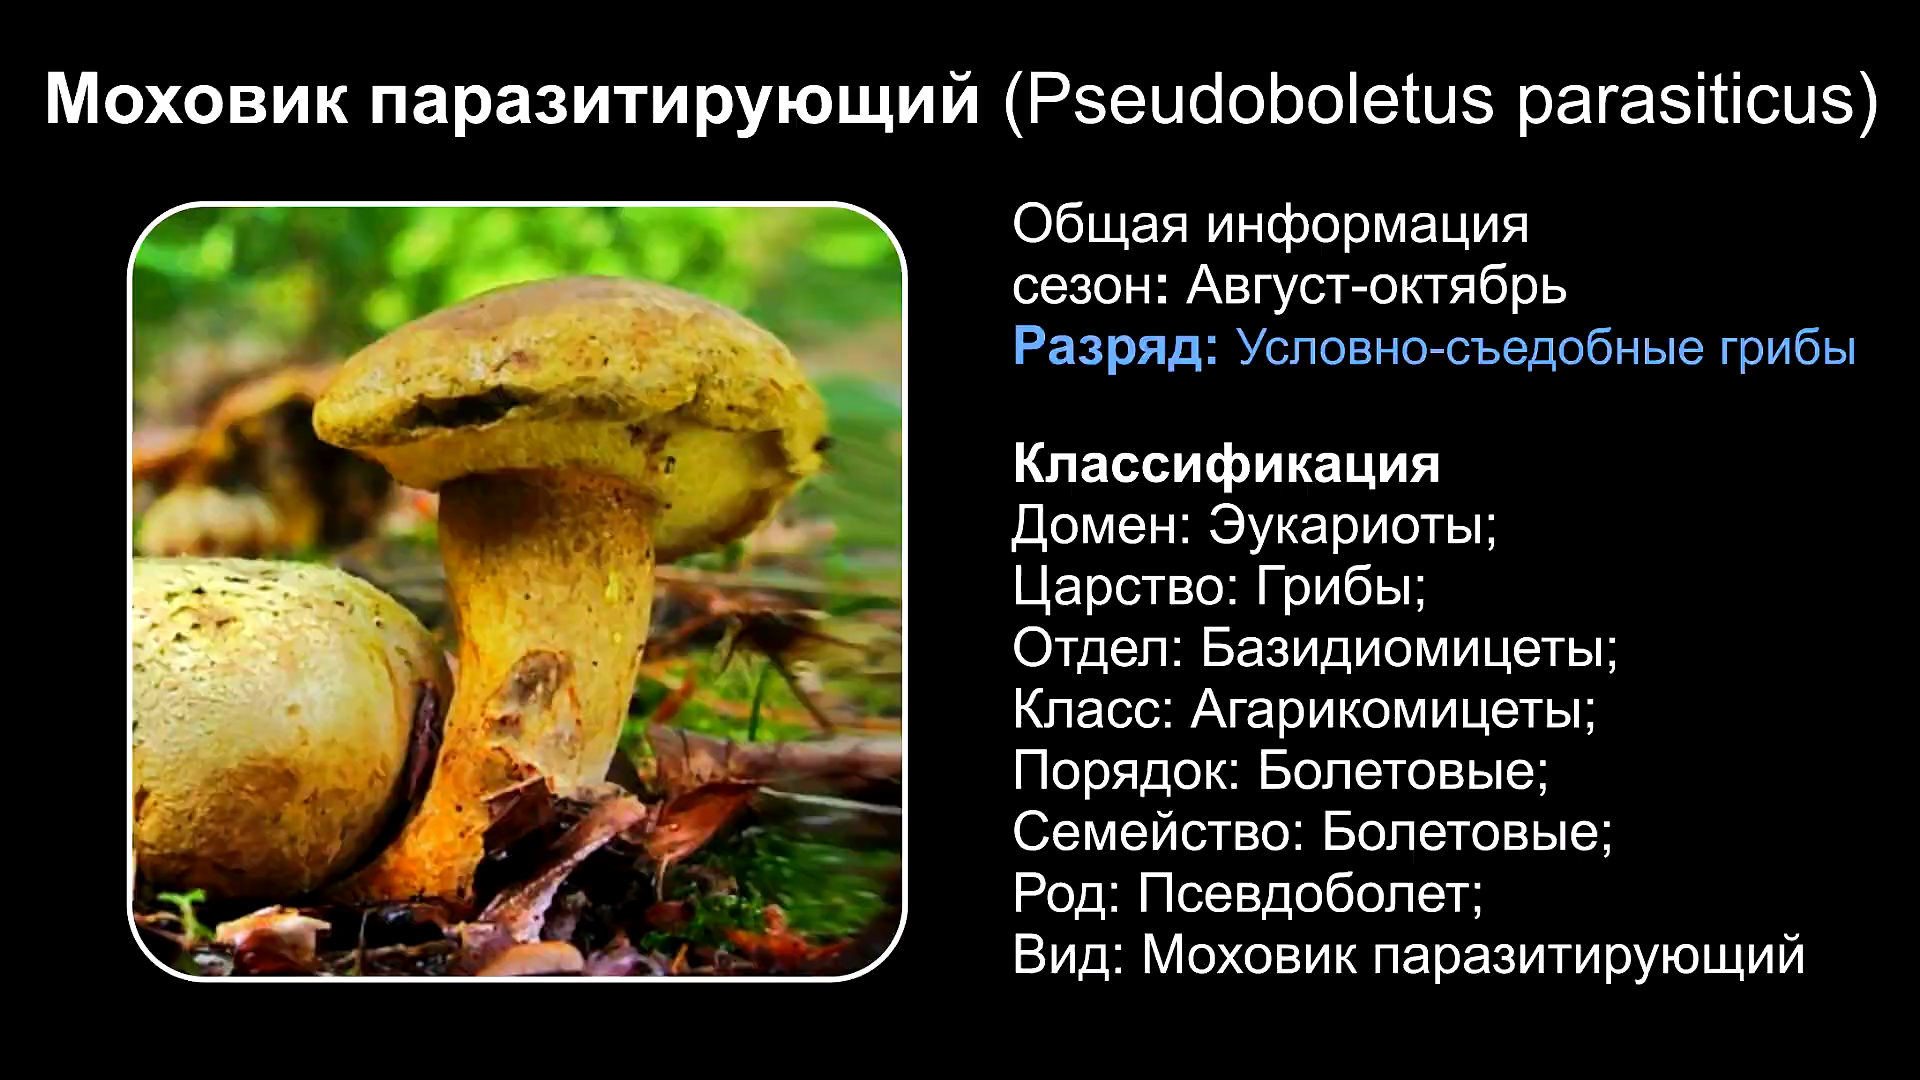 Моховик паразитирующий (Pseudoboletus parasiticus)
Общая информация
сезон: Август-октябрь
Разряд: Условно-съедобные грибы
Классификация
Домен: Эукариоты;
Царство: Грибы;
Отдел: Базидиомицеты;
Класс: Агарикомицеты;
Порядок: Болетовые;
Семейство: Болетовые;
Род: Псевдоболет;
Вид: Моховик паразитирующий